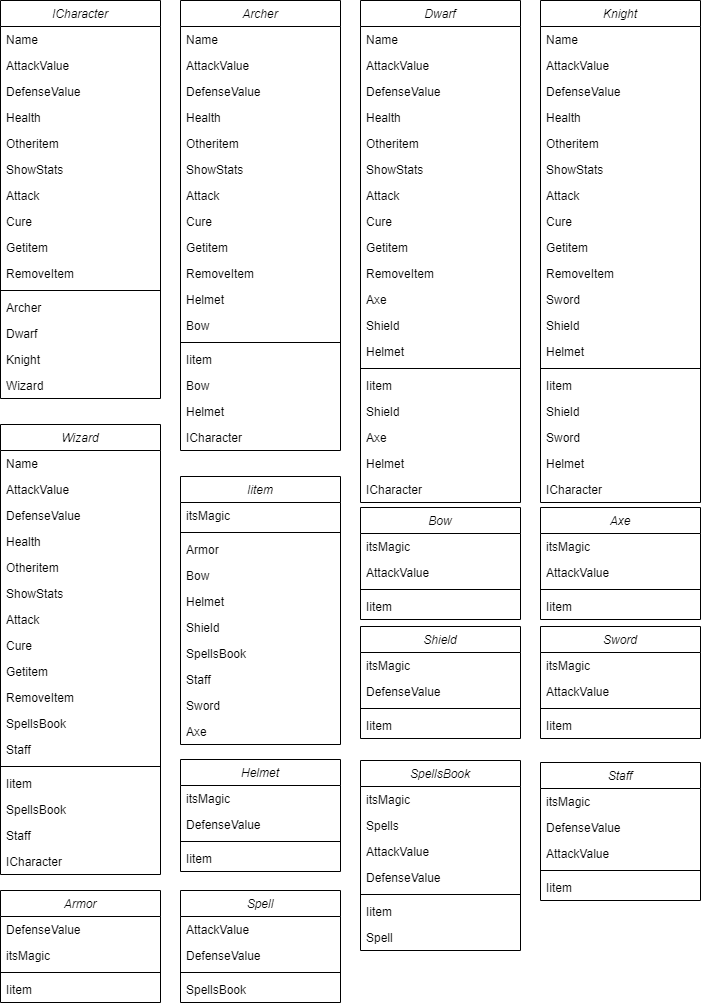 ICharacter
Name
AttackValue
DefenseValue
Health
Otheritem
ShowStats
Attack
Cure
Getitem
RemoveItem
Archer
Dwarf
Knight
Wizard
Archer
Name
AttackValue
DefenseValue
Health
Otheritem
ShowStats
Attack
Cure
Getitem
RemoveItem
Helmet
Bow
Iitem
Bow
Helmet
ICharacter
Dwarf
Name
AttackValue
DefenseValue
Health
Otheritem
ShowStats
Attack
Cure
Getitem
RemoveItem
Axe
Shield
Helmet
Iitem
Shield
Axe
Helmet
ICharacter
Knight
Name
AttackValue
DefenseValue
Health
Otheritem
ShowStats
Attack
Cure
Getitem
RemoveItem
Sword
Shield
Helmet
Iitem
Shield
Sword
Helmet
ICharacter
Wizard
Name
AttackValue
DefenseValue
Health
Otheritem
ShowStats
Attack
Cure
Getitem
RemoveItem
SpellsBook
Staff
Iitem
SpellsBook
Staff
ICharacter
Iitem
itsMagic
Armor
Bow
Helmet
Shield
SpellsBook
Staff
Sword
Axe
Bow
itsMagic
AttackValue
Iitem
Axe
itsMagic
AttackValue
Iitem
Shield
itsMagic
DefenseValue
Iitem
Sword
itsMagic
AttackValue
Iitem
Helmet
itsMagic
DefenseValue
Iitem
SpellsBook
itsMagic
Spells
AttackValue
DefenseValue
Iitem
Spell
Staff
itsMagic
DefenseValue
AttackValue
Iitem
Armor
DefenseValue
itsMagic
Iitem
Spell
AttackValue
DefenseValue
SpellsBook